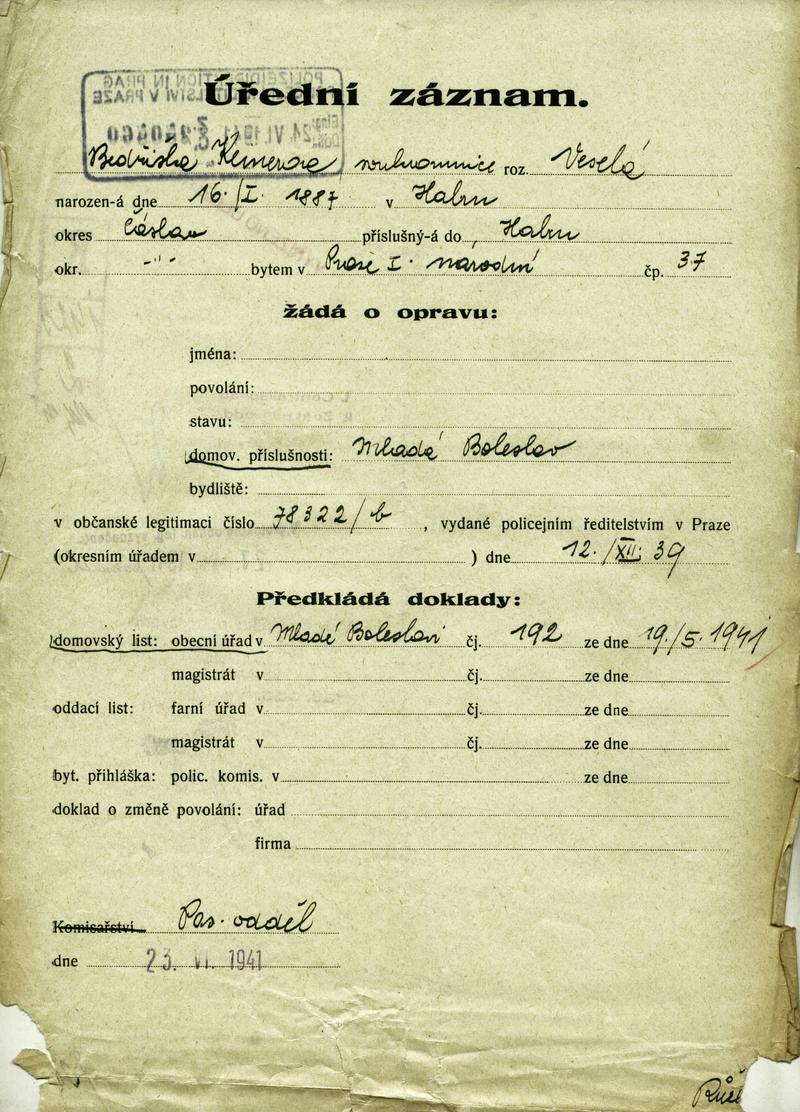 Úřední záznam.
Bedřiška soukromnice roz. Veselá
narozen-á dne 16./I. 1887 v Habru
okres Čáslav příslušný-á do Habru
okr. -"- bytem v Praze I. Národní čp. 37
žádá o opravu:
jména:
povolání:
stavu:
domov. příslušnosti: Mladá Boleslav
bydliště:
v občanské legitimaci číslo 78322/b, vydané policejním ředitelstvím v Praze
(okresním úřadem v ) dne 12./XII. 39
Předkládá doklady:
domovský list: obecní úřad v Mladé Boleslavi čj. 192 ze dne 19./5. 1941
magistrát v čj. ze dne
oddací list: farní úřad v čj. ze dne
magistrát v čj. ze dne
byt. přihláška: polic. komis. v ze dne
doklad o změně povolání: úřad
firma
Komisařství Pas. odděl
dne 23. VI. 1941